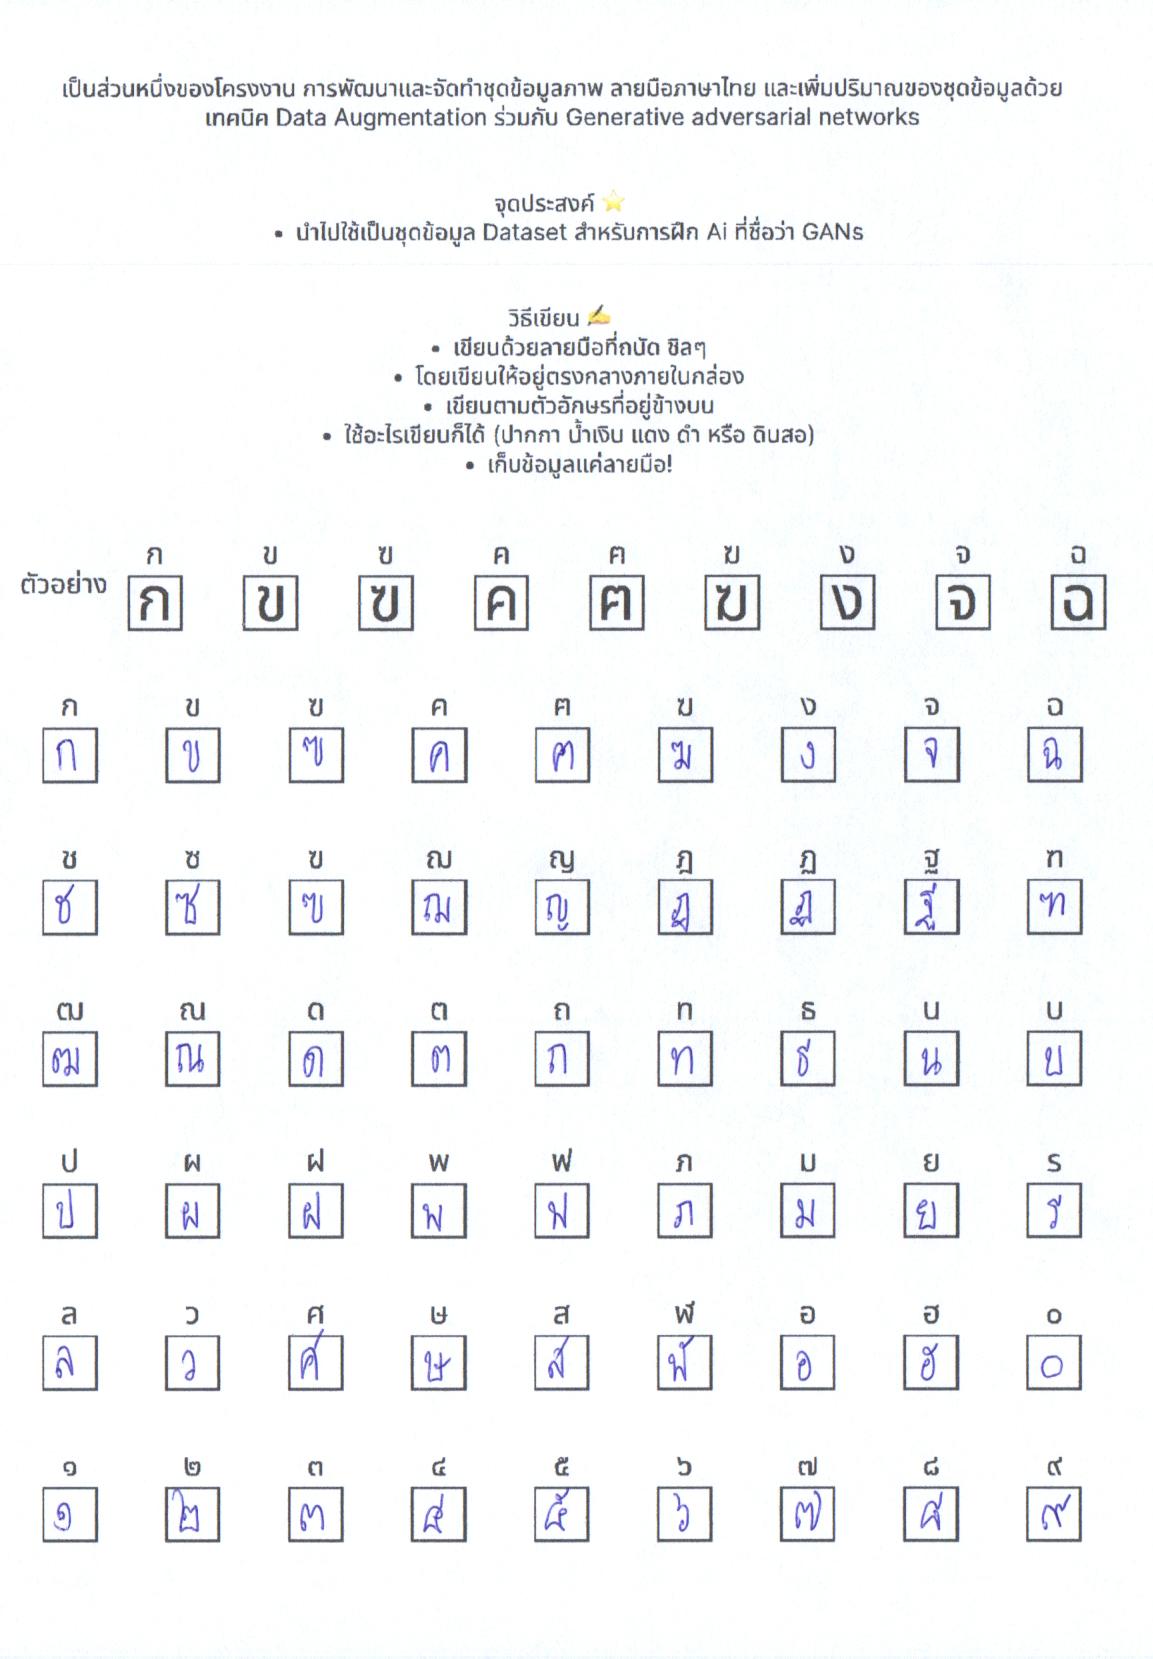 เป็นส่วนหนึ่งของโครงงาน การพัฒนาและจัดทำชุดข้อมูลภาพ ลายมือภาษาไทย และเพิ่มปริมาณของชุดข้อมูลด้วย
เทคนิค Data Augmentation ร่วมกับ Generative adversarial networks
จุดประสงค์ ⭐
• นำไปใช้เป็นชุดข้อมูล Dataset สำหรับการฝึก Ai ที่ชื่อว่า GANs
วิธีเขียน ✍️
• เขียนด้วยลายมือที่ถนัด ชิลๆ
• โดยเขียนให้อยู่ตรงกลางภายในกล่อง
• เขียนตามตัวอักษรที่อยู่ข้างบน
• ใช้อะไรเขียนก็ได้ (ปากกา น้ำเงิน แดง ดำ หรือ ดินสอ)
• เก็บข้อมูลแค่ลายมือ!
ก ข ฃ ค ฅ ฆ ง จ ฉ
ตัวอย่าง ก ข ฃ ค ฅ ฆ ง จ ฉ
ก ข ฃ ค ฅ ฆ ง จ ฉ
ก ข ฃ ค ฅ ฆ ง จ ฉ
ช ซ ฃ ฌ ญ ฎ ฏ ฐ ฑ
ช ซ ฃ ฌ ญ ฎ ฏ ฐ ฑ
ฒ ณ ด ต ถ ท ธ น บ
ฒ ณ ด ต ถ ท ธ น บ
ป ผ ฝ พ ฟ ภ ม ย ร
ป ผ ฝ พ ฟ ภ ม ย ร
ล ว ศ ษ ส ฬ อ ฮ ๐
ล ว ศ ษ ส ฬ อ ฮ ๐
๑ ๒ ๓ ๔ ๕ ๖ ๗ ๘ ๙
๑ ๒ ๓ ๔ ๕ ๖ ๗ ๘ ๙